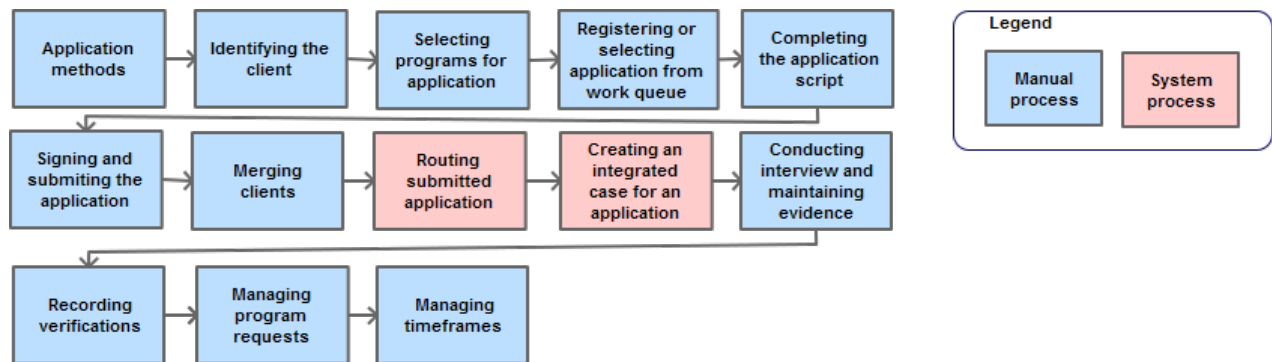 Application
methods
Identifying the
client
Selecting
programs for
application
Registering or
selecting
application from
work queue
Completing
the application
script
Legend
Manual
process
System
process
Signing and
submiting the
application
Merging
clients
Routing
submitted
application
Creating an
integrated
case for an
application
Conducting
interview and
maintaining
evidence
Recording
verifications
Managing
program
requests
Managing
timeframes